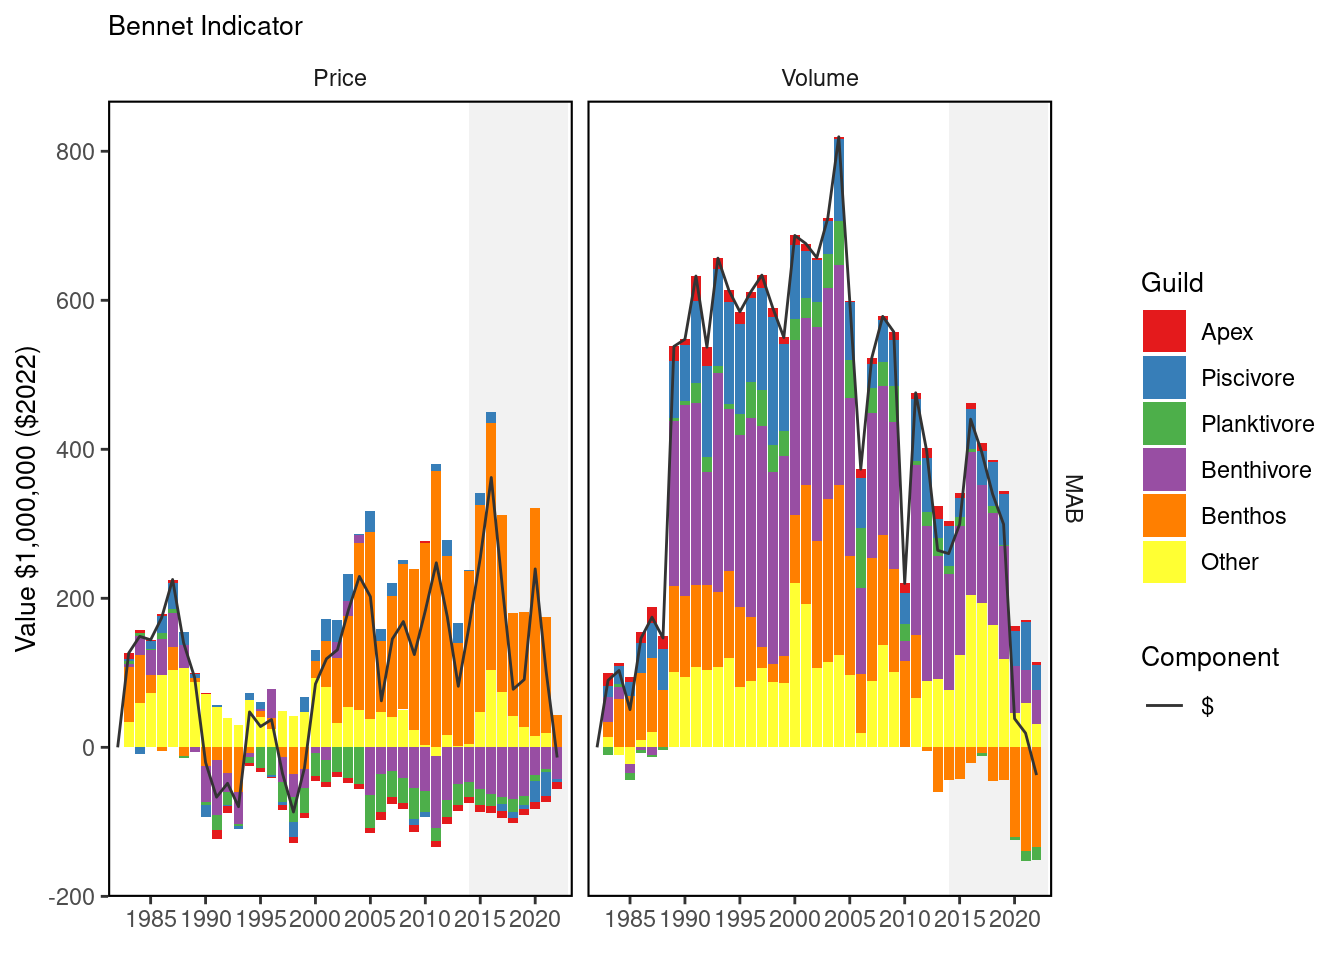 Bennet Indicator
Price
Volume
Value $1,000,000 ($2022)
800
600
400
200
0
-200
1985 1990 1995 2000 2005 2010 2015 2020
1985 1990 1995 2000 2005 2010 2015 2020
MAB
Guild
Apex
Piscivore
Planktivore
Benthivore
Benthos
Other
Component
$